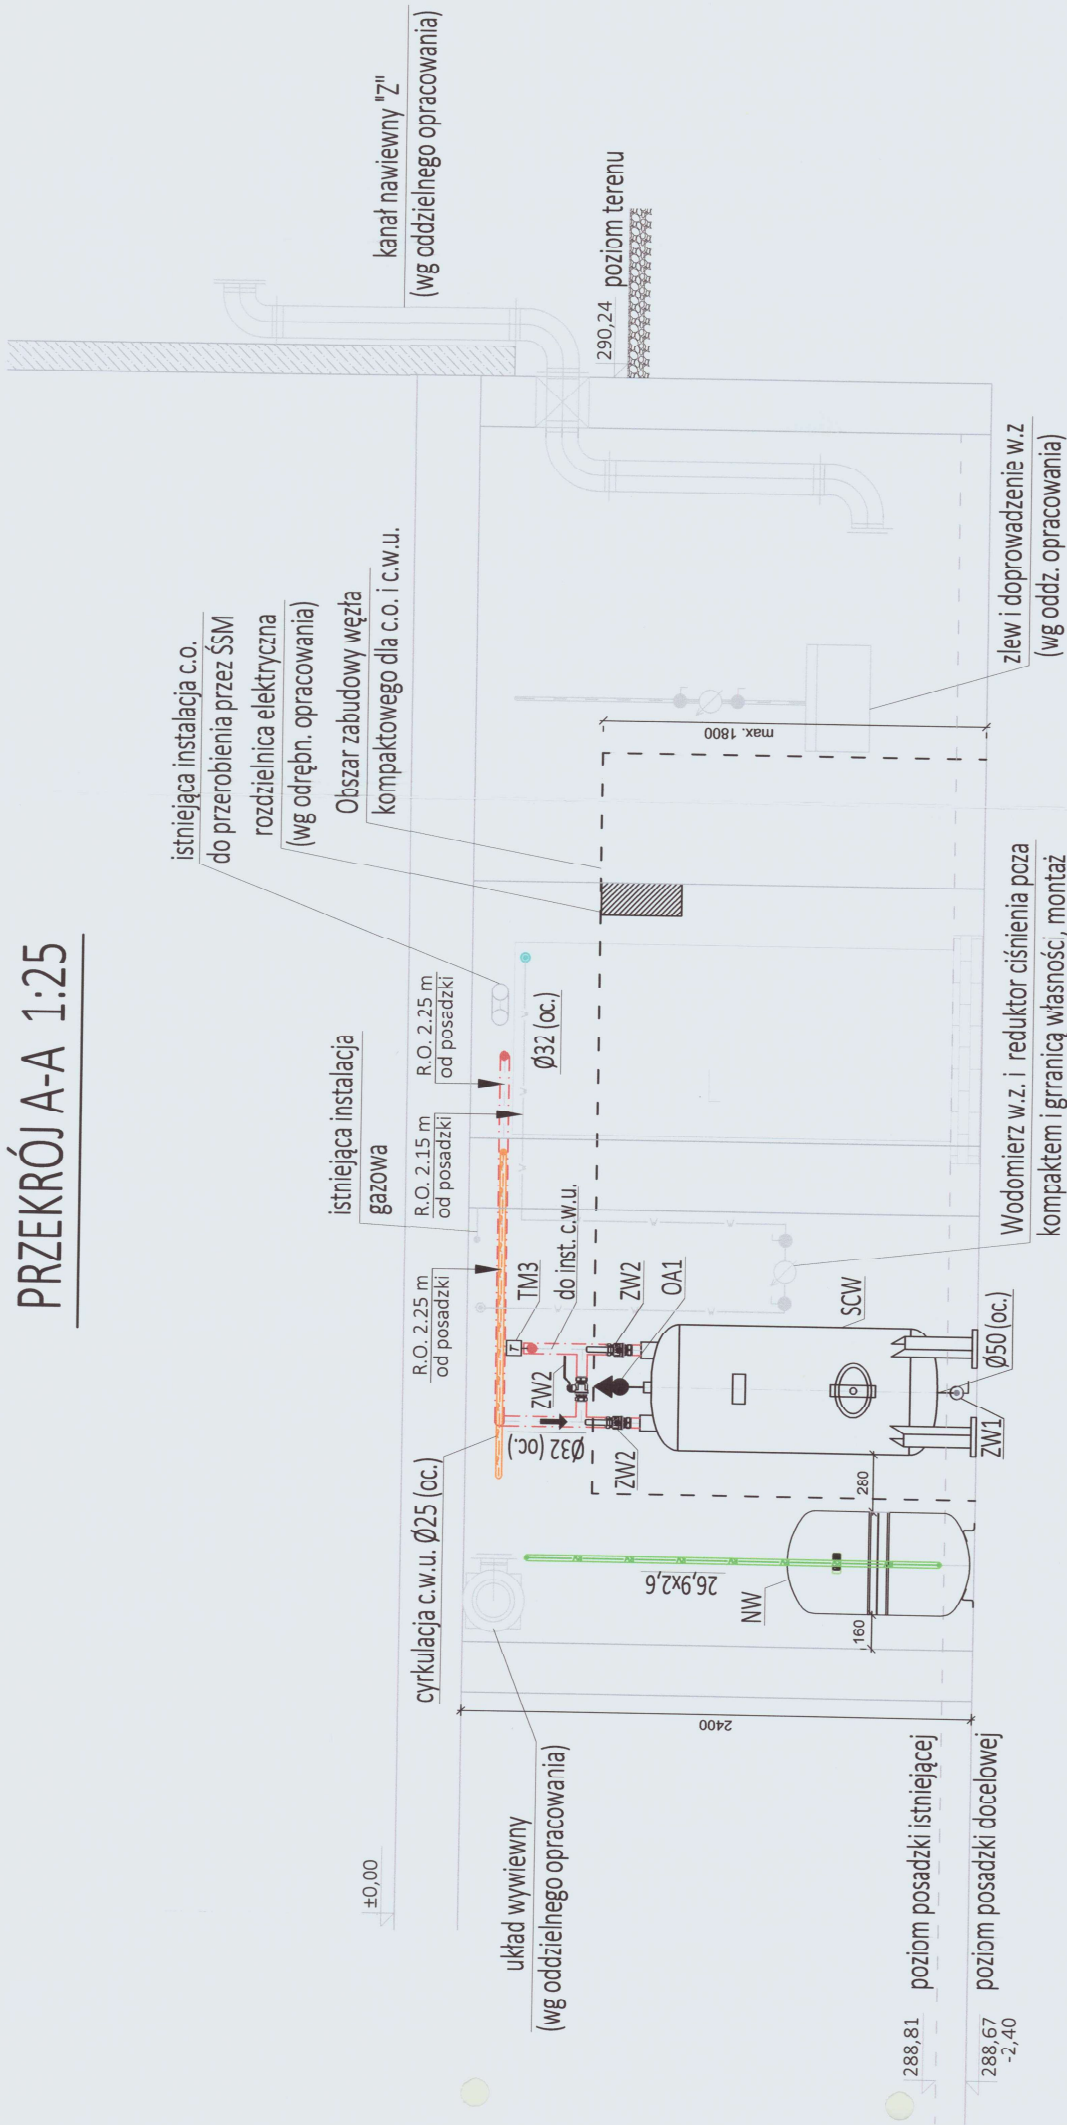 PRZEKRÓJ A-A 1:25
istniejąca instalacja c.o.
do przerobienia przez ŚSM
rozdzielnica elektryczna
(wg odrębn. opracowania)
Obszar zabudowy węzła
kompaktowego dla c.o. i c.w.u.
kanał nawiewny "Z"
(wg oddzielnego opracowania)
istniejąca instalacja
gazowa
R.O. 2.25 m
od posadzki
R.O. 2.15 m
od posadzki
R.O. 2.25 m
od posadzki
cyrkulacja c.w.u. Ø25 (oc.)
układ wywiewny
(wg oddzielnego opracowania)
±0,00
Ø32 (oc.)
290,24
poziom terenu
TM3
do inst. c.w.u.
ZW2
Ø32 (oc.)
ZW2
ZW2
OA1
max. 1800
26,9x2,6
NW
SCW
280
160
2400
Ø50 (oc.)
ZW1
zlew i doprowadzenie w.z
(wg oddz. opracowania)
Wodomierz w.z. i reduktor ciśnienia poza
kompaktem i grranicą własności, montaż
288,81
poziom posadzki istniejącej
288,67
-2,40
poziom posadzki docelowej
T